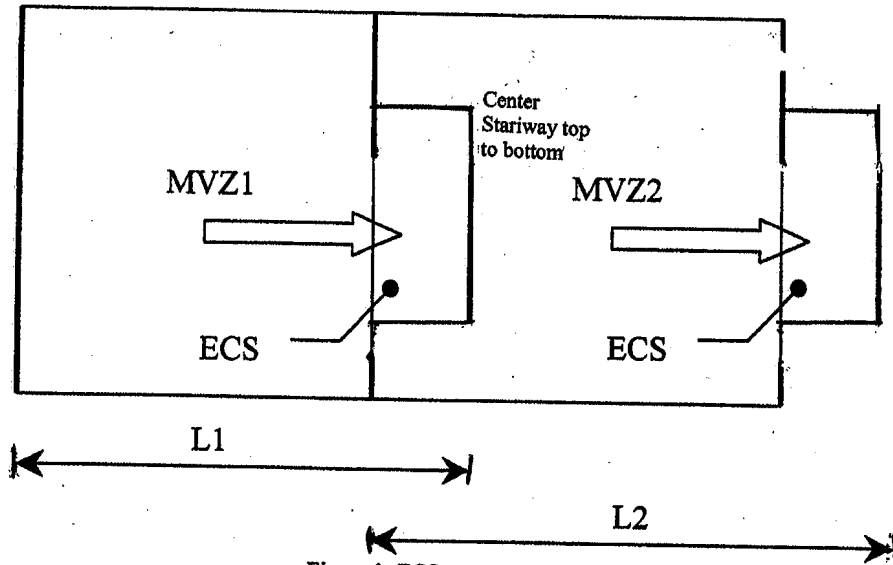 Center
Stariway top
to bottom
MVZ1
MVZ2
ECS
ECS
L1
L2